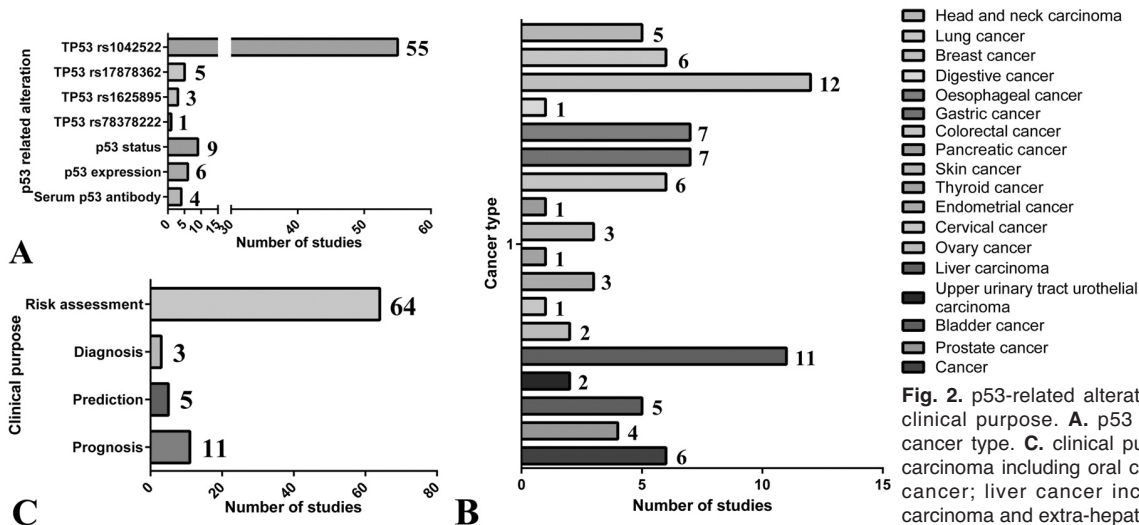 p53 related alteration
TP53 rs1042522
55
TP53 rs17878362
5
TP53 rs1625895
3
TP53 rs78378222
1
p53 status
9
p53 expression
6
Serum p53 antibody
4
0 5 10 15 30 40 50 60
Number of studies
A
Clinical purpose
Risk assessment
64
Diagnosis
3
Prediction
5
Prognosis
11
0 20 40 60 80
Number of studies
C
Cancer type
1
5
6
12
1
7
7
6
1
3
1
3
1
2
11
2
5
4
6
0 5 10 15
Number of studies
B
Head and neck carcinoma
Lung cancer
Breast cancer
Digestive cancer
Oesophageal cancer
Gastric cancer
Colorectal cancer
Pancreatic cancer
Skin cancer
Thyroid cancer
Endometrial cancer
Cervical cancer
Ovary cancer
Liver carcinoma
Upper urinary tract urothelial
carcinoma
Bladder cancer
Prostate cancer
Cancer
Fig. 2. p53-related alterat
clinical purpose. A. p53
cancer type. C. clinical pu
carcinoma including oral c
cancer; liver cancer inc
carcinoma and extra-hepat